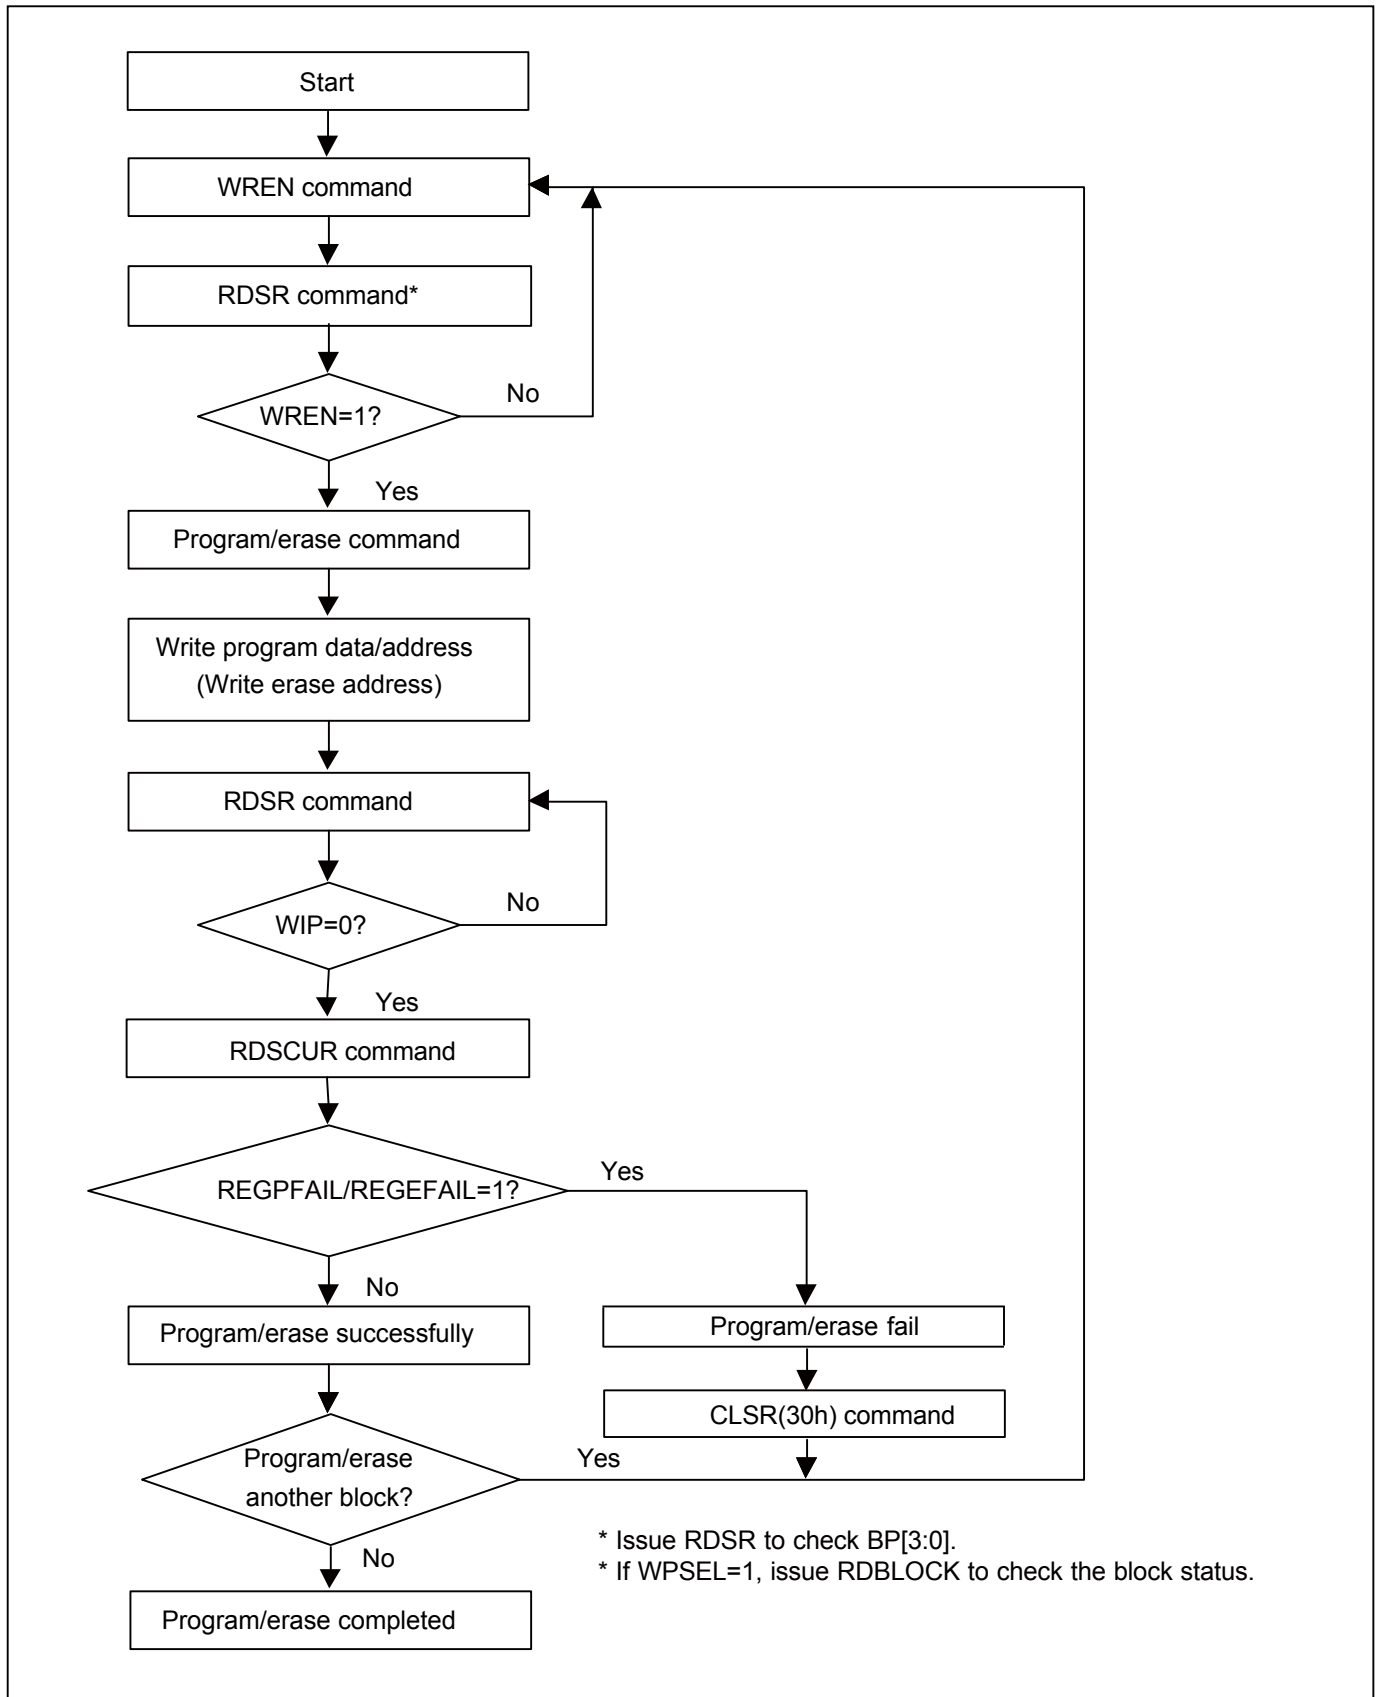 Start
WREN command
RDSR command*
WREN=1?
No
Yes
Program/erase command
Write program data/address
(Write erase address)
RDSR command
WIP=0?
No
Yes
RDSCUR command
REGPFAIL/REGEFAIL=1?
Yes
No
Program/erase successfully
Program/erase fail
CLSR(30h) command
Program/erase
another block?
Yes
No
* Issue RDSR to check BP[3:0].
* If WPSEL=1, issue RDBLOCK to check the block status.
Program/erase completed